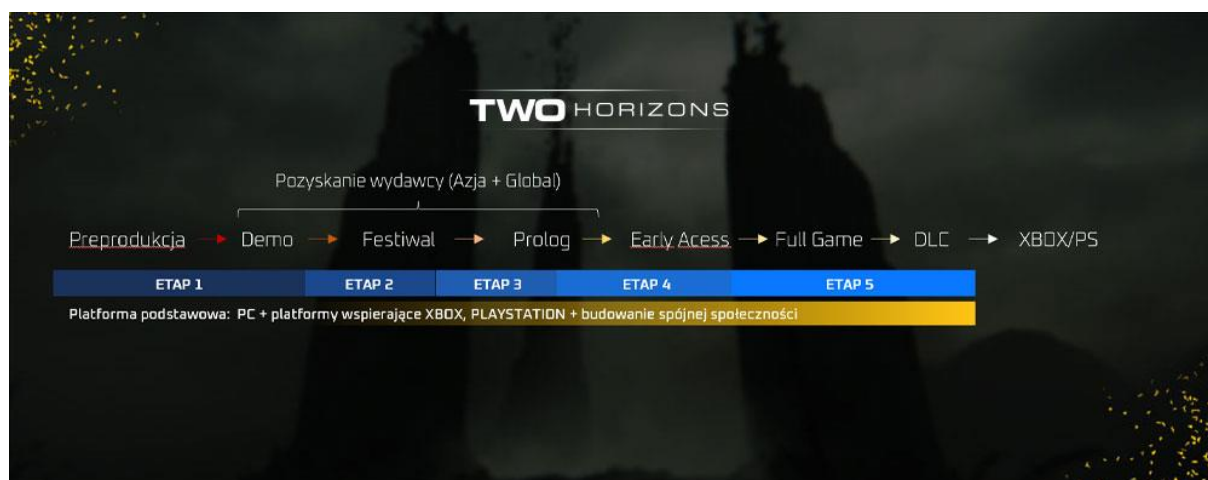 TWO HORIZONS
Pozyskanie wydawcy (Azja + Global)
Preprodukcja Demo Festiwal Prolog Early Acess Full Game DLC XBOX/PS
ETAP 1 ETAP 2 ETAP 3 ETAP 4 ETAP 5
Platforma podstawowa: PC + platformy wspierające XBOX, PLAYSTATION + budowanie spójnej społeczności